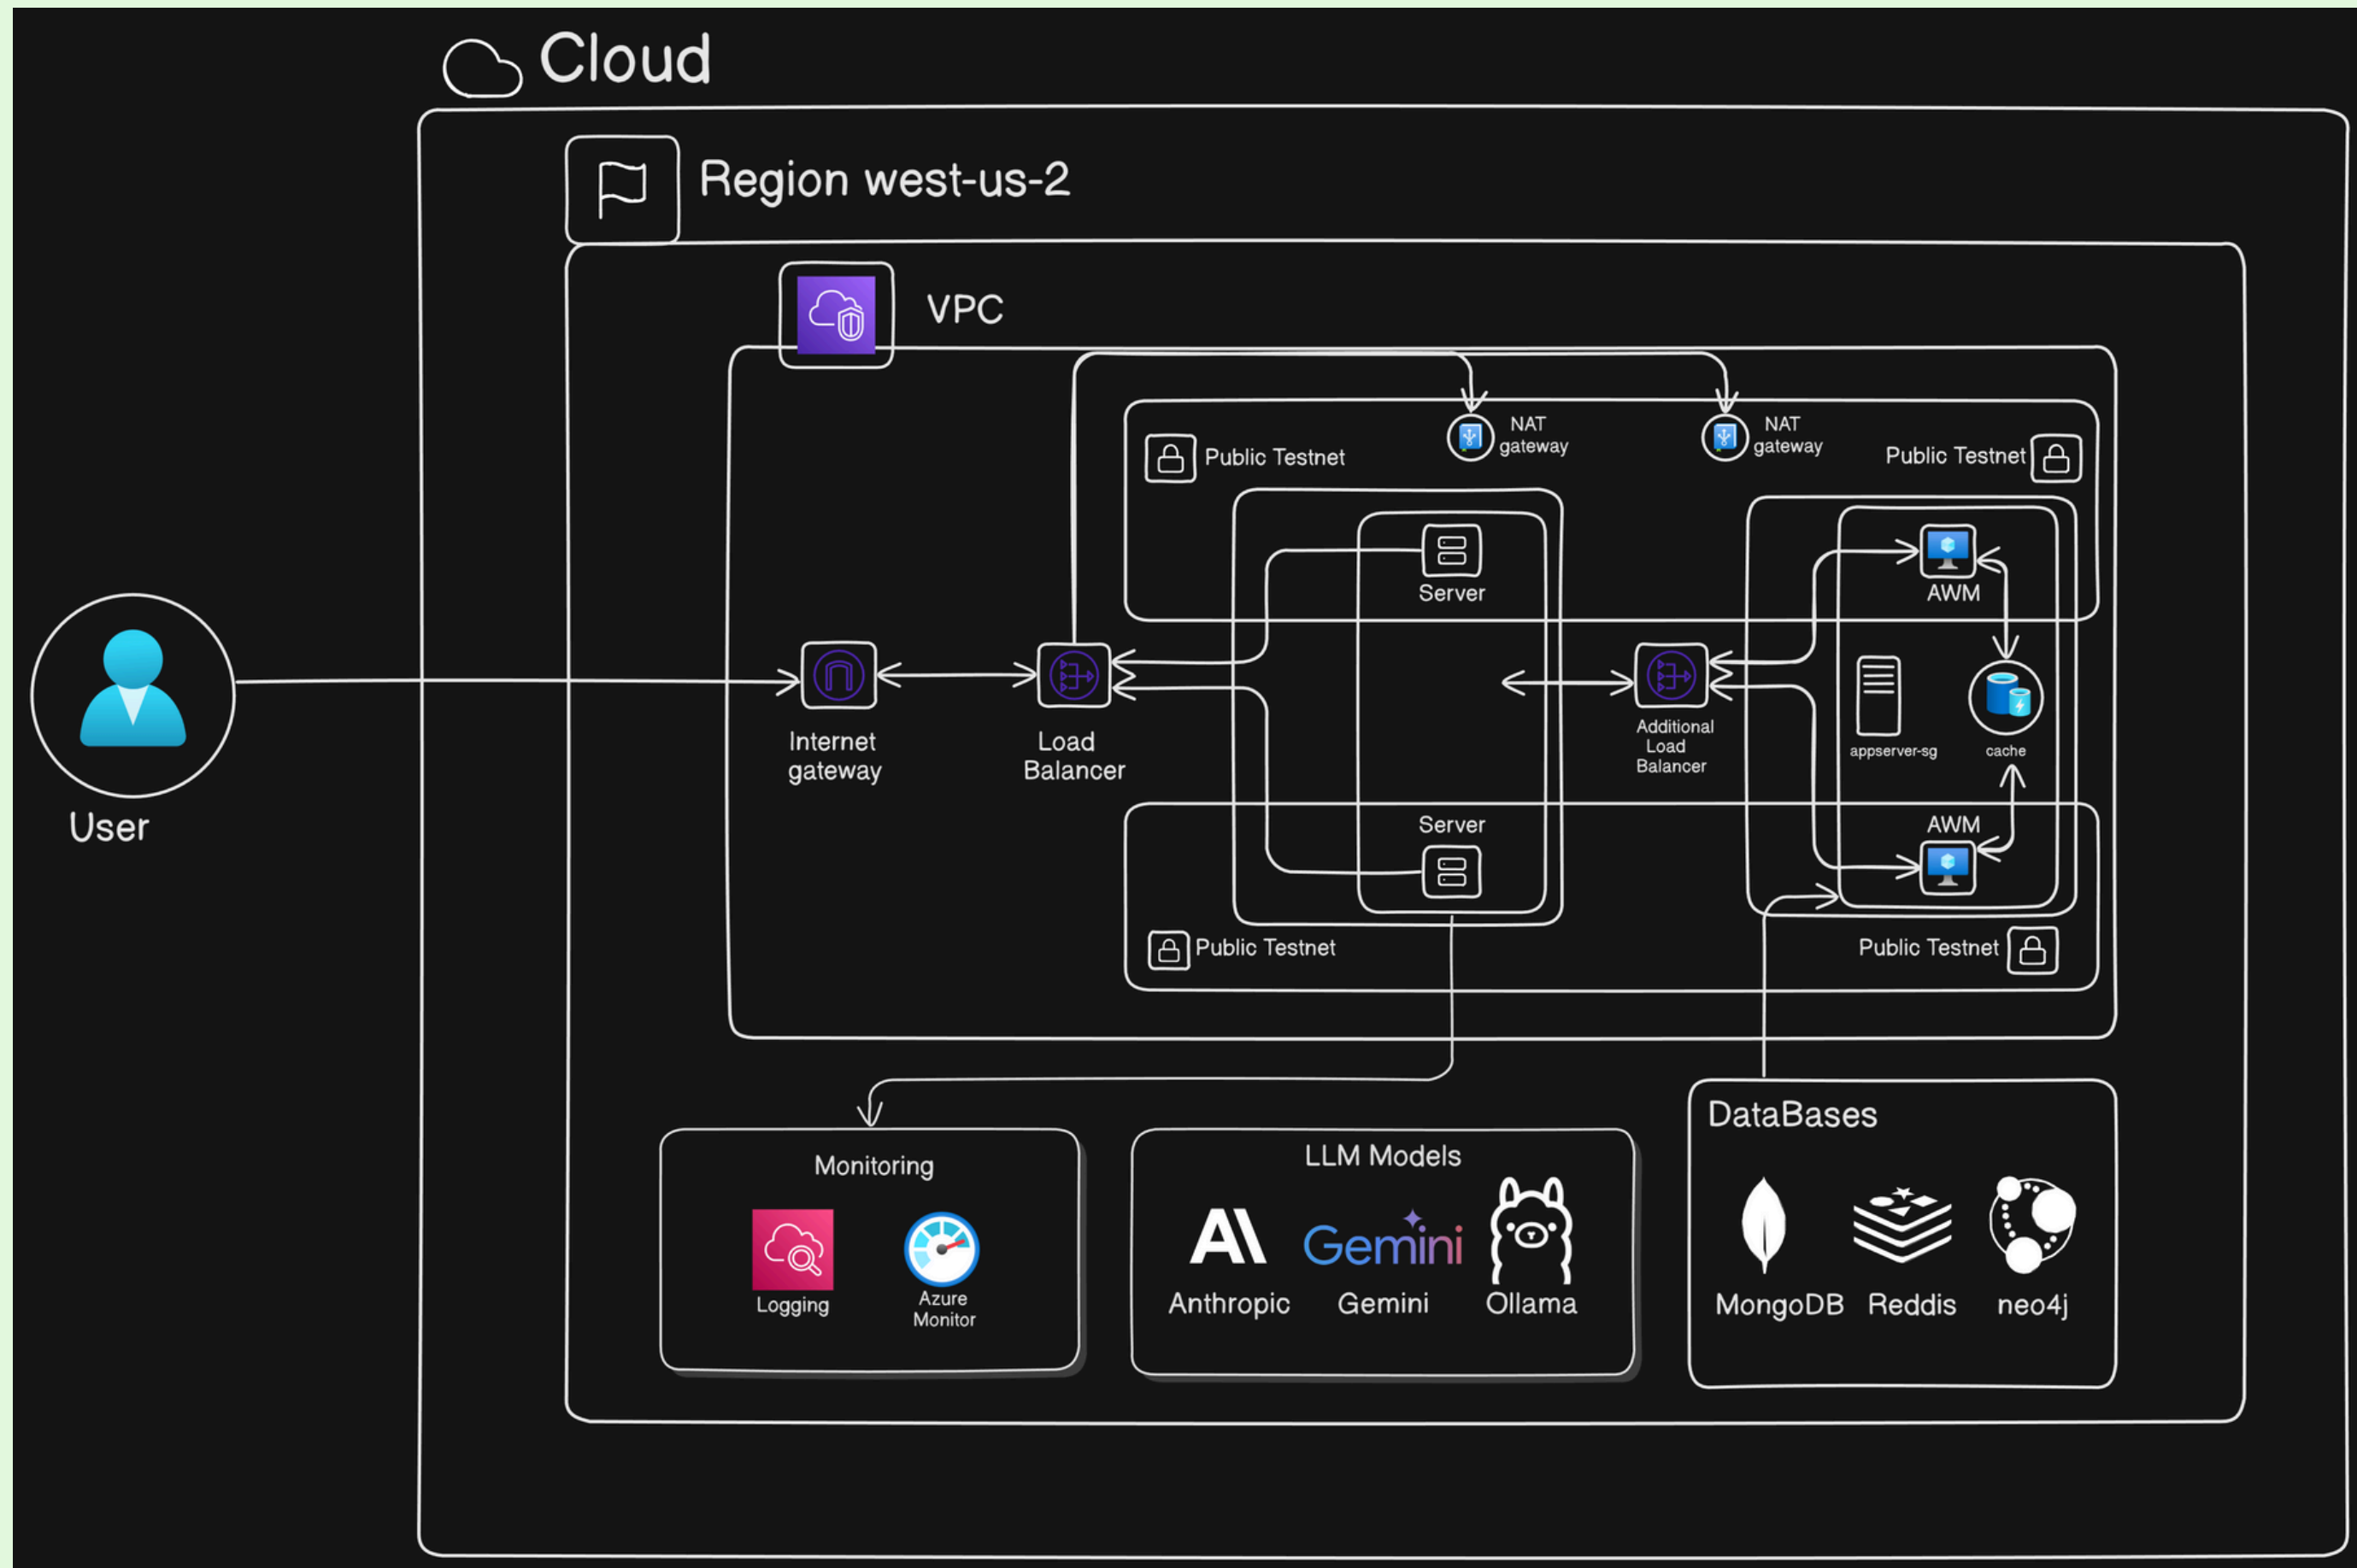 Cloud
Region west-us-2
VPC
NAT
gateway
NAT
gateway
Public Testnet
Public Testnet
Server
AWM
User
Internet
gateway
Load
Balancer
Additional
Load
Balancer
appserver-sg
cache
Server
AWM
Public Testnet
Public Testnet
Monitoring
Logging
Azure
Monitor
LLM Models
Gemini
Anthropic
Gemini
Ollama
DataBases
MongoDB
Reddis
neo4j